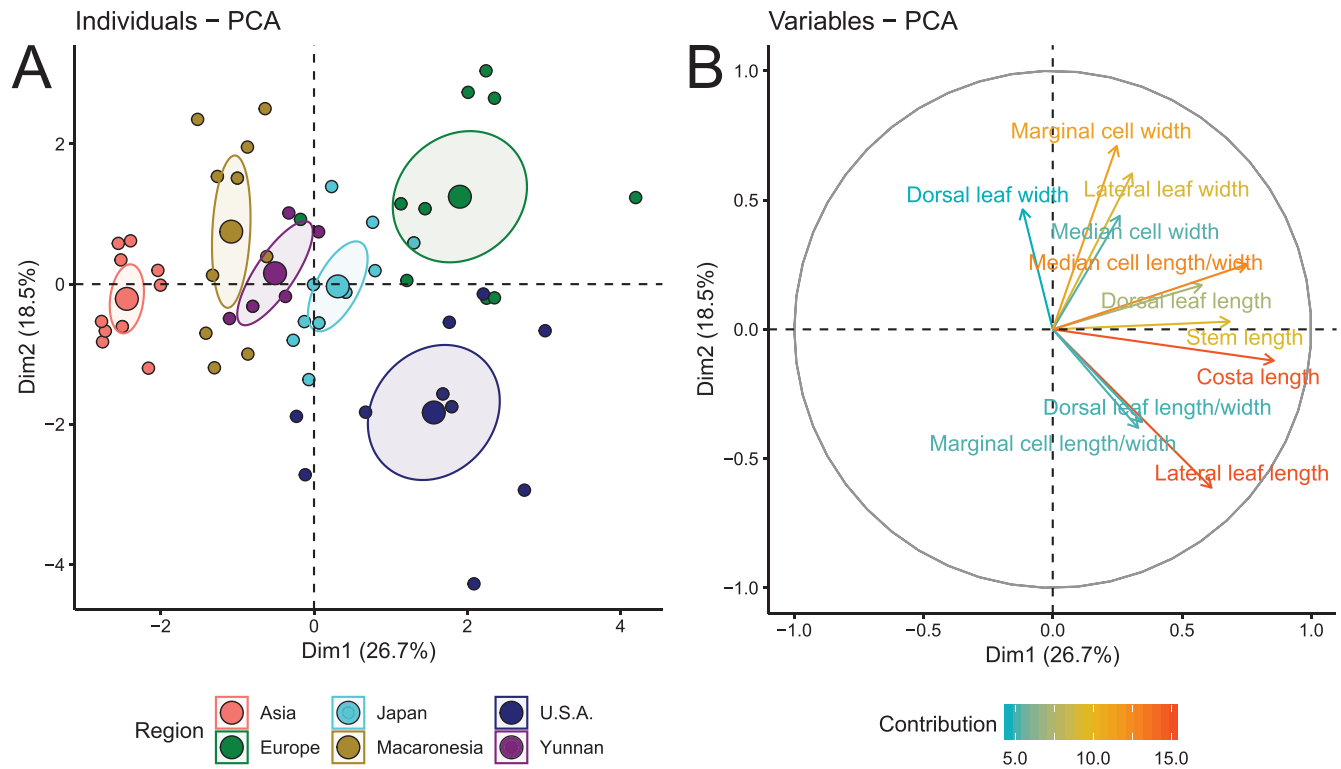 Individuals − PCA
A
2
0
−2
−4
Dim2 (18.5%)
−2
0
2
4
Dim1 (26.7%)
Region
Asia
Japan
U.S.A.
Europe
Macaronesia
Yunnan
Variables − PCA
B
1.0
0.5
0.0
−0.5
−1.0
Dim2 (18.5%)
Marginal cell width
Dorsal leaf width
Lateral leaf width
Median cell width
Median cell length/width
Dorsal leaf length
Stem length
Costa length
Dorsal leaf length/width
Marginal cell length/width
Lateral leaf length
−1.0
−0.5
0.0
0.5
1.0
Dim1 (26.7%)
Contribution
5.0
10.0
15.0